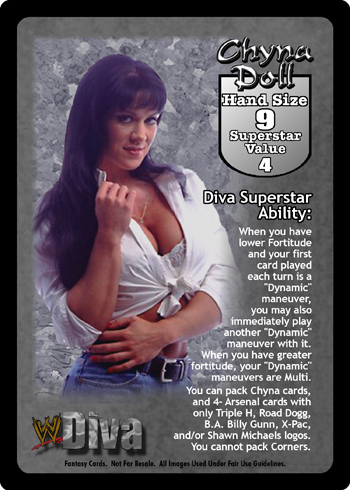 Chyna
Doll
Hand Size
9
Superstar
Value
4
Diva Superstar
Ability:
When you have
lower Fortitude
and your first
card played
each turn is a
"Dynamic"
maneuver,
you may also
immediately play
another "Dynamic"
maneuver with it.
When you have greater
fortitude, your "Dynamic"
maneuvers are Multi.
You can pack Chyna cards,
and 4- Arsenal cards with
only Triple H, Road Dogg,
B.A. Billy Gunn, X-Pac,
and/or Shawn Michaels logos.
You cannot pack Corners.
W Diva
Fantasy Cards. Not For Resale. All Images Used Under Fair Use Guidelines.